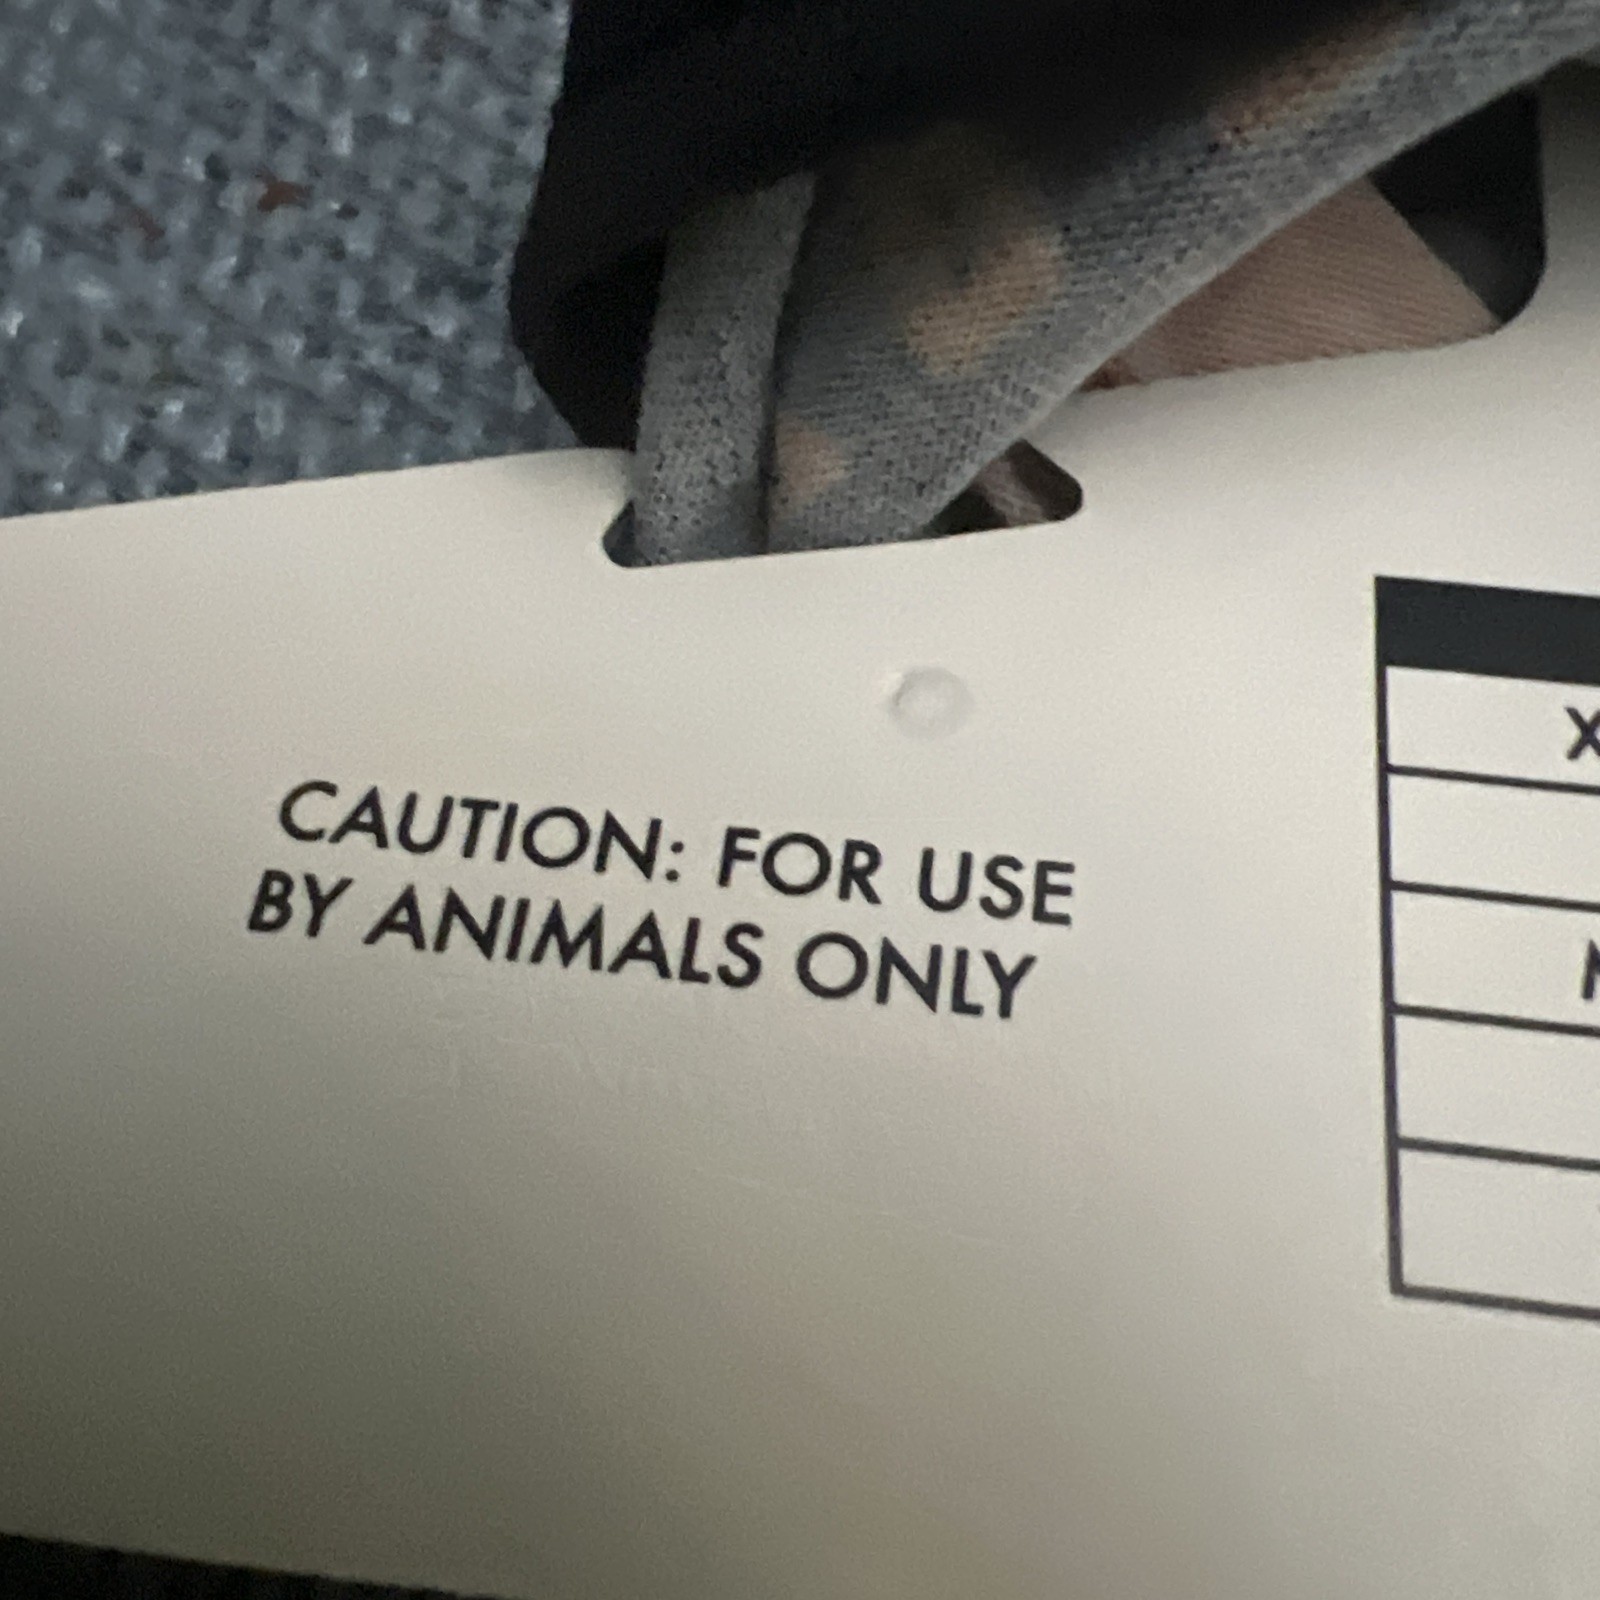 CAUTION: FOR USE
BY ANIMALS ONLY
X